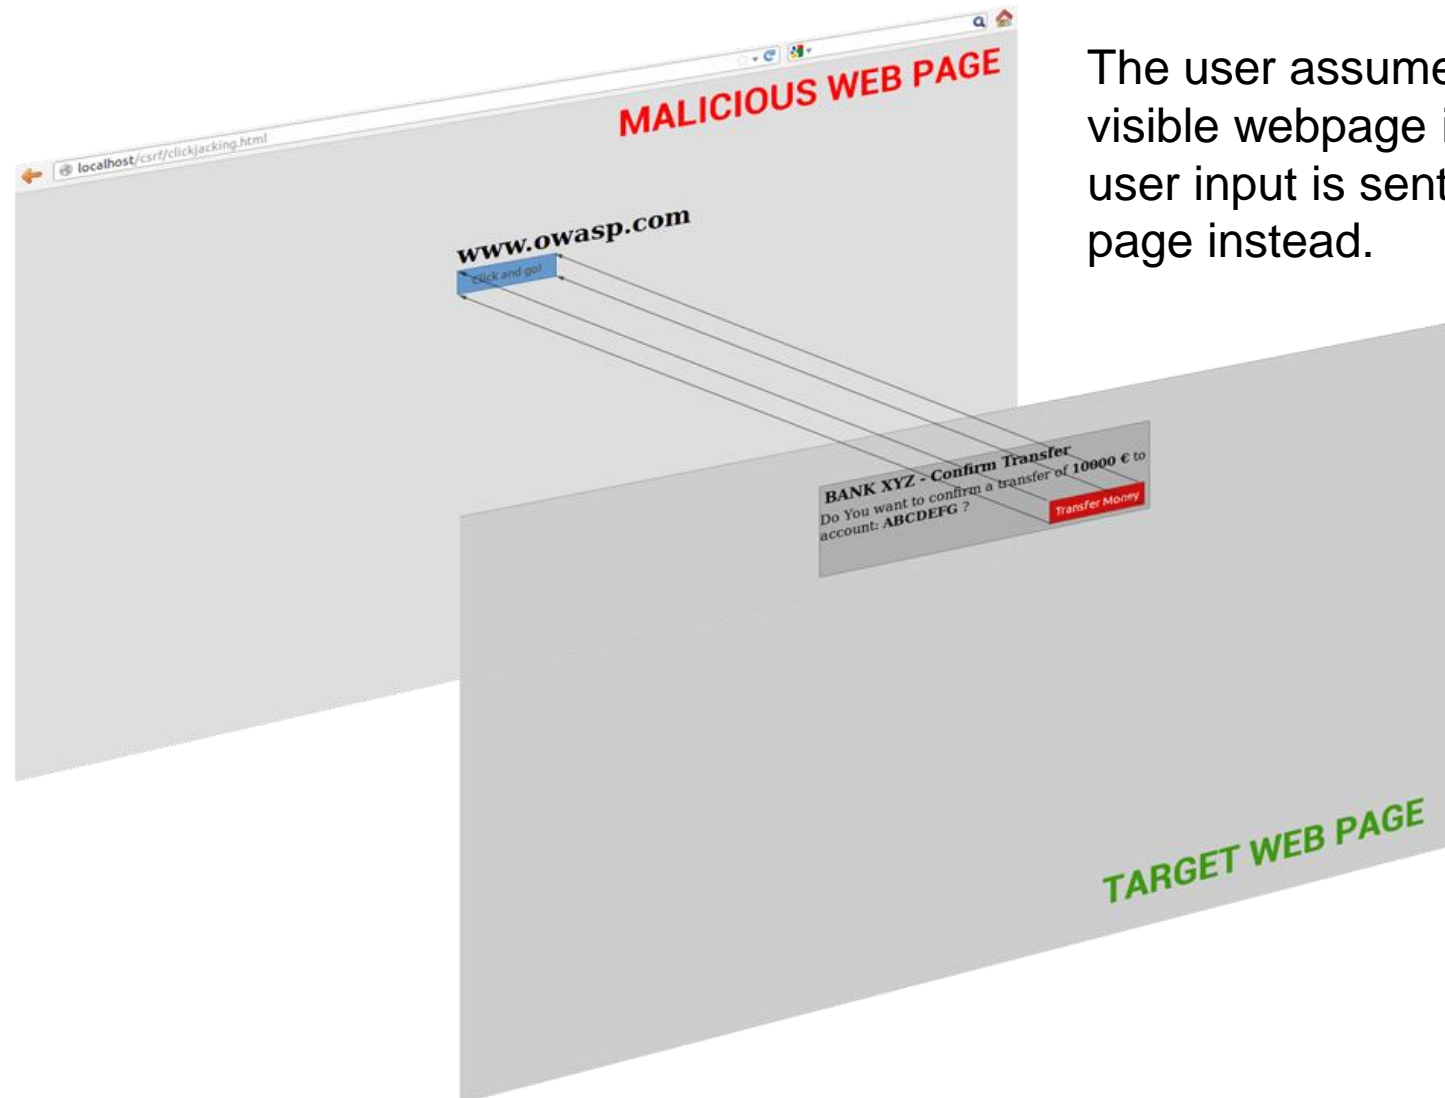 The user assume
visible webpage i
user input is sent
page instead.
MALICIOUS WEB PAGE
localhost/csrf/clickjacking.html
www.owasp.com
Click and go!
BANK XYZ - Confirm Transfer
Do You want to confirm a transfer of 10000 € to
account: ABCDEFG ?
Transfer Money
TARGET WEB PAGE